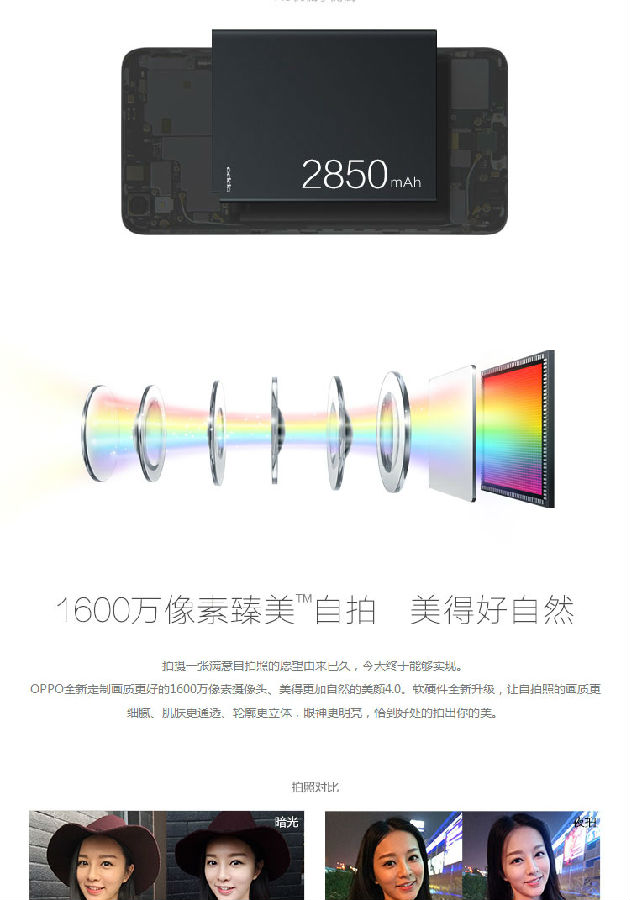 2850mAh
1600万像素臻美™自拍 美得好自然
拍摄一张满意自拍照的愿望由来已久，今天终于能够实现。
OPPO全新定制画质更好的1600万像素摄像头、美得更加自然的美颜4.0。软硬件全新升级，让自拍照的画质更
细腻、肌肤更通透、轮廓更立体，眼神更明亮，恰到好处的拍出你的美。
拍照对比
暗光